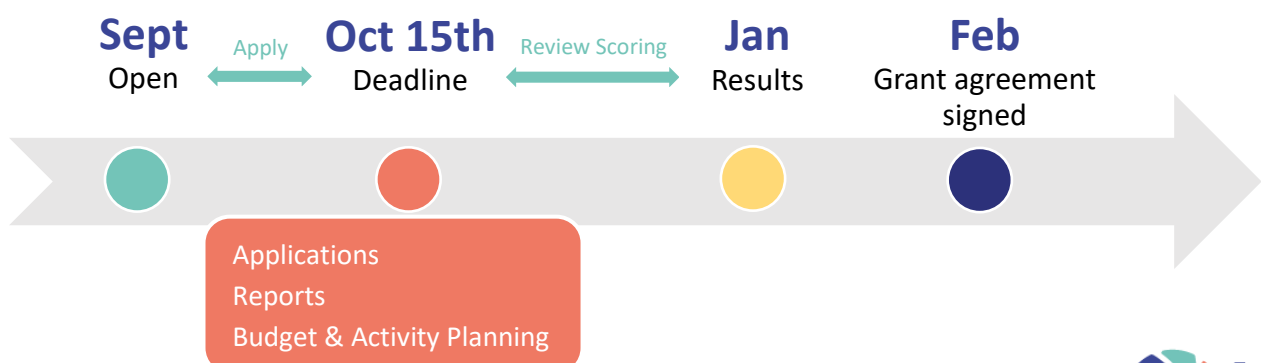 Sept
Open
Apply
Oct 15th
Deadline
Review Scoring
Jan
Results
Feb
Grant agreement
signed
Applications
Reports
Budget & Activity Planning